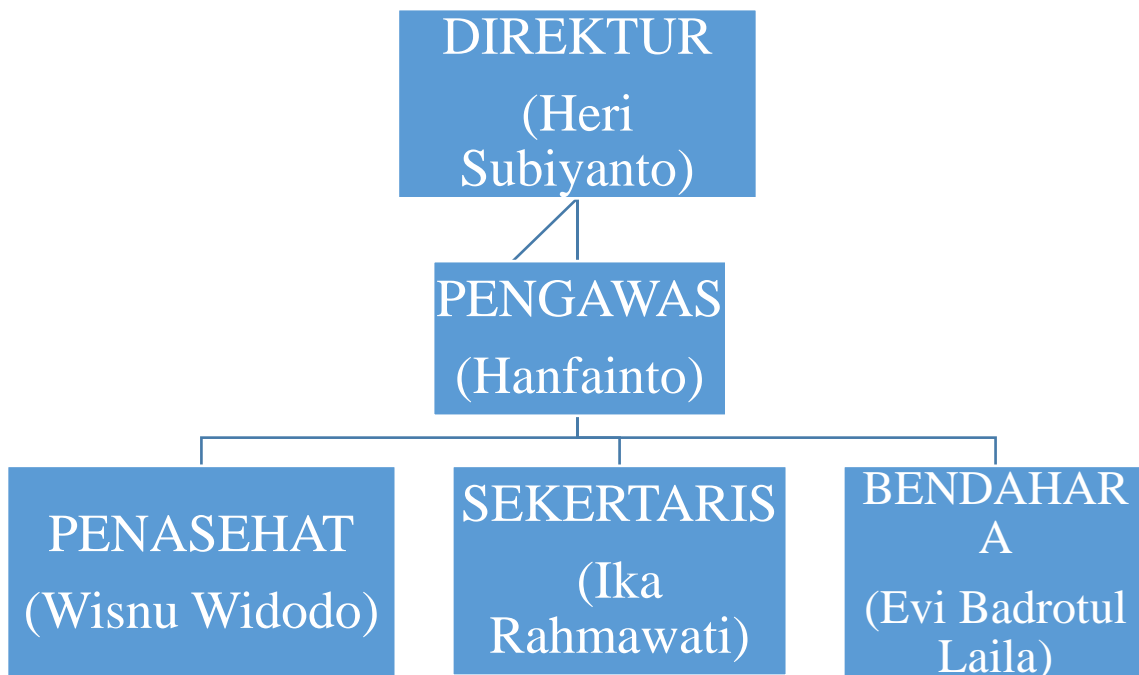 DIREKTUR
(Heri
Subiyanto)
PENGAWAS
(Hanfainto)
PENASEHAT
(Wisnu Widodo)
SEKERTARIS
(Ika
Rahmawati)
BENDAHAR
A
(Evi Badrotul
Laila)